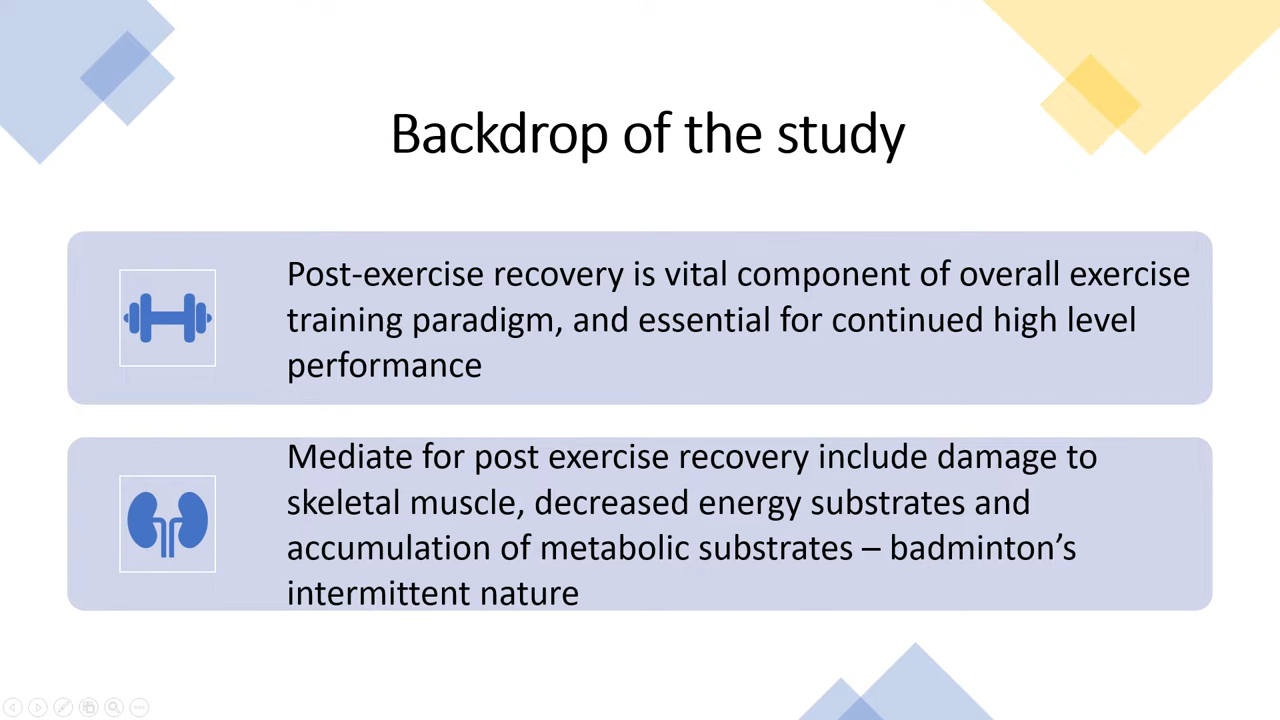 Backdrop of the study
Post-exercise recovery is vital component of overall exercise
training paradigm, and essential for continued high level
performance
Mediate for post exercise recovery include damage to
skeletal muscle, decreased energy substrates and
accumulation of metabolic substrates – badminton’s
intermittent nature